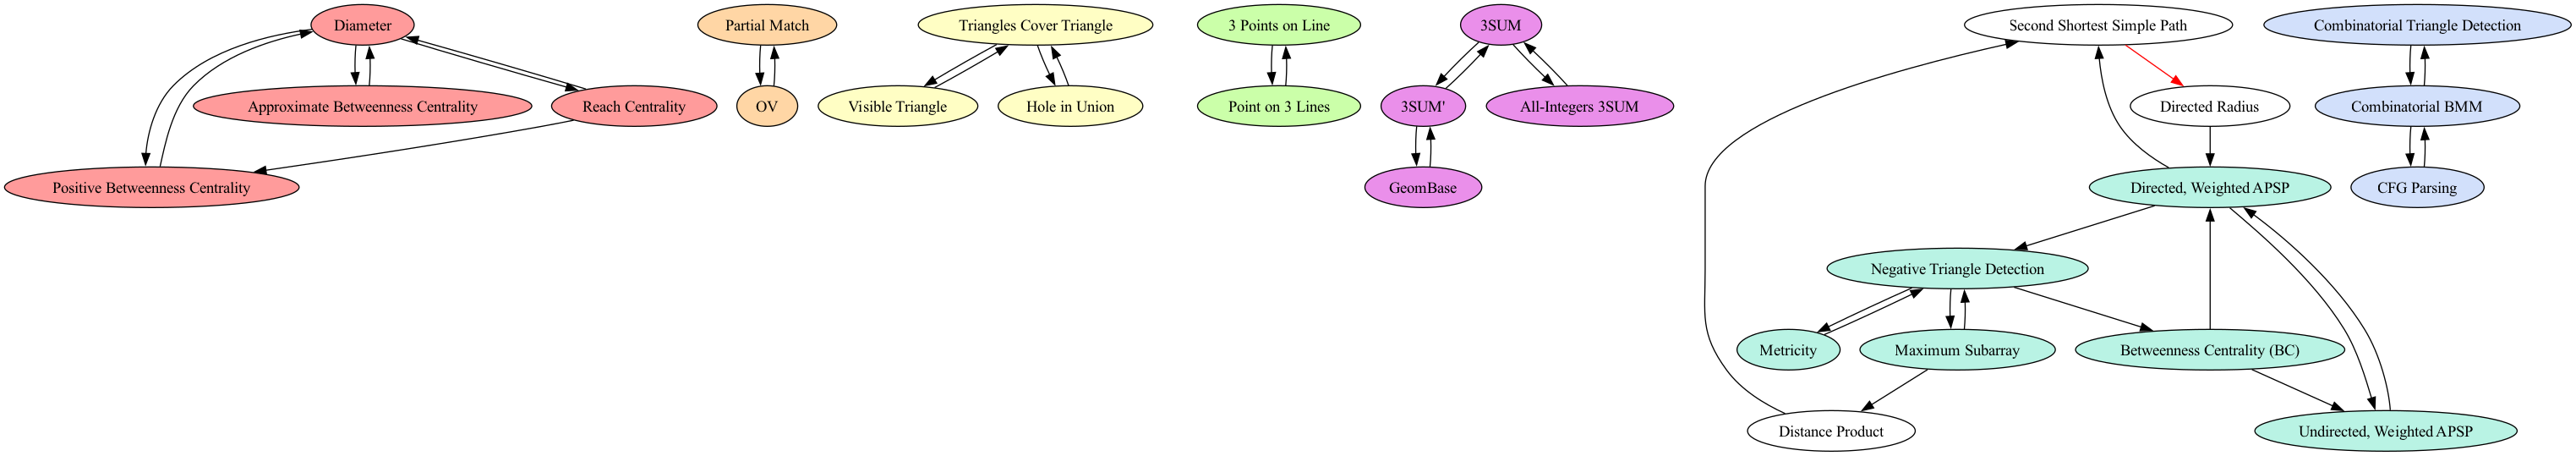 Diameter
Partial Match
Triangles Cover Triangle
3 Points on Line
3SUM
Second Shortest Simple Path
Combinatorial Triangle Detection
Approximate Betweenness Centrality
Reach Centrality
OV
Visible Triangle
Hole in Union
Point on 3 Lines
3SUM'
All-Integers 3SUM
Directed Radius
Combinatorial BMM
Positive Betweenness Centrality
GeomBase
Directed, Weighted APSP
CFG Parsing
Negative Triangle Detection
Metricity
Maximum Subarray
Betweenness Centrality (BC)
Distance Product
Undirected, Weighted APSP